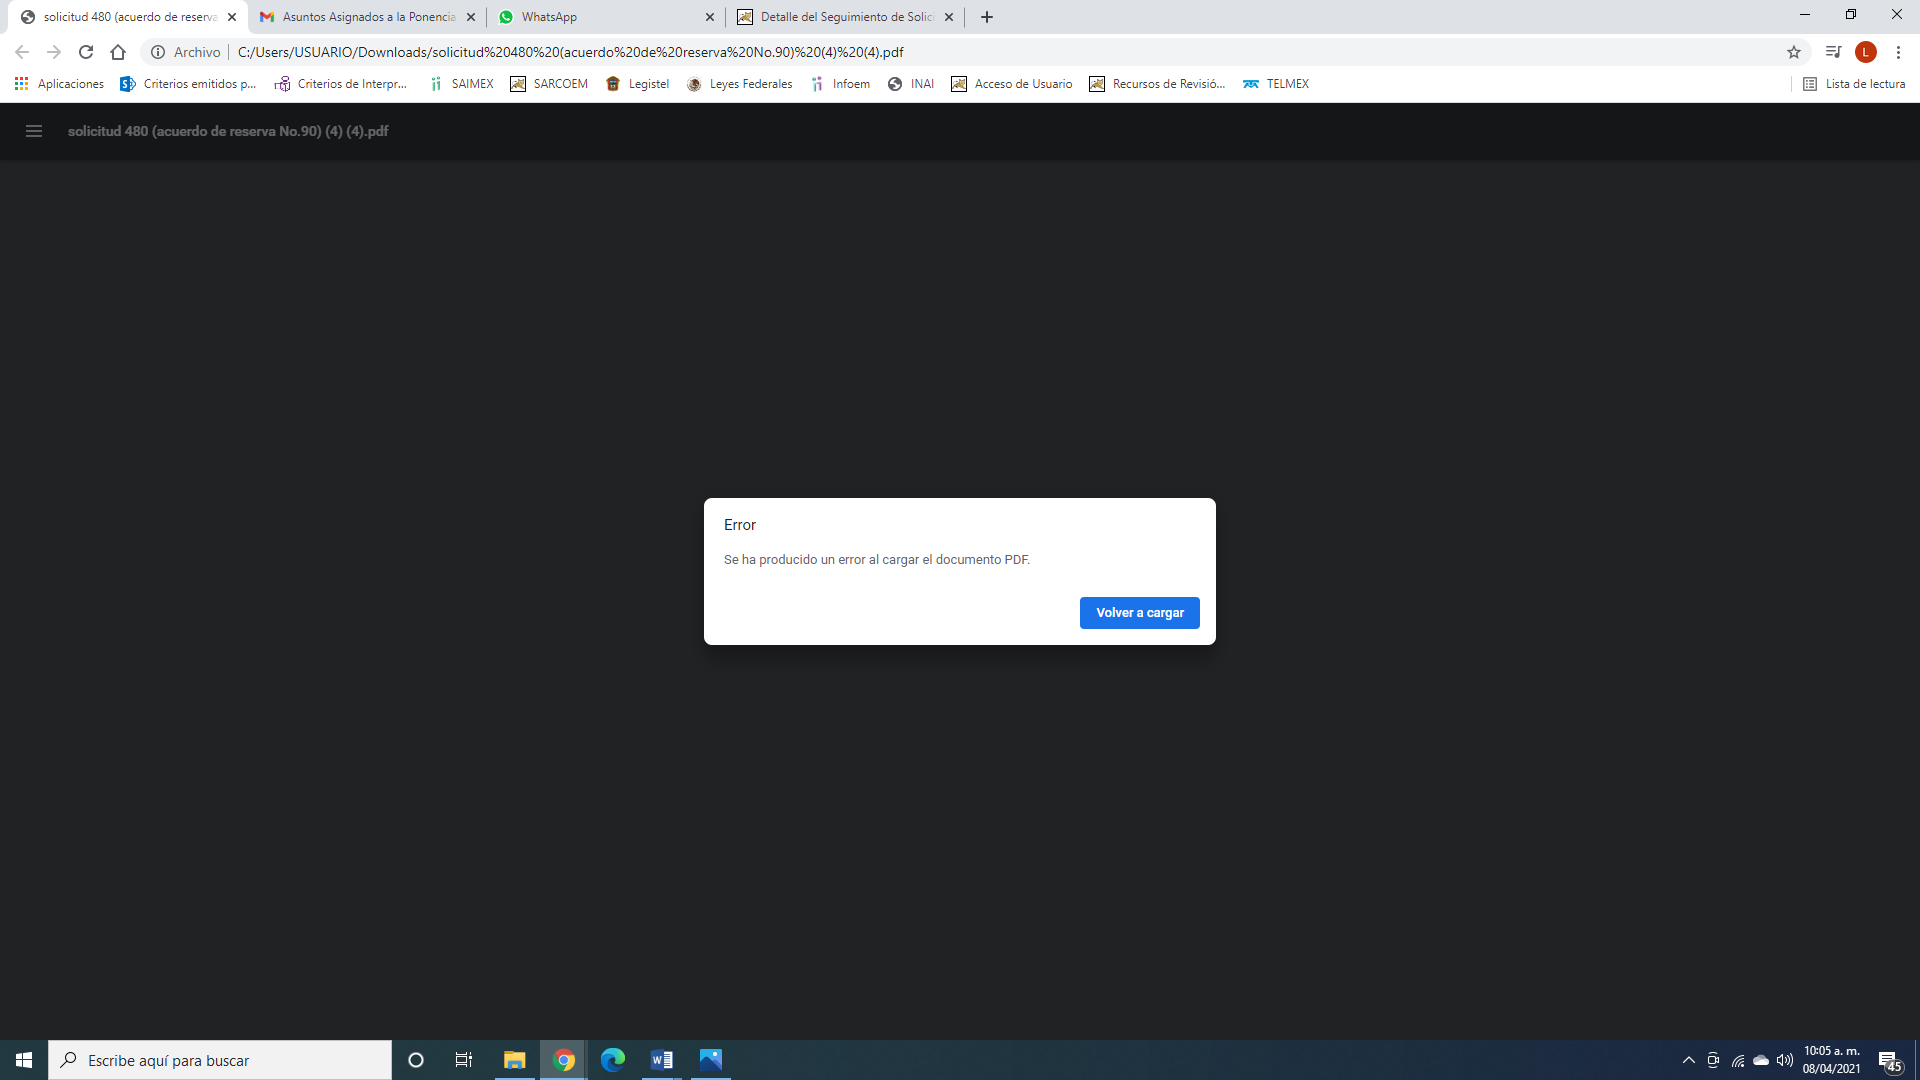 solicitud 480 (acuerdo de reserva
Asuntos Asignados a la Ponencia
WhatsApp
Detalle del Seguimiento de Solici
Archivo
C:/Users/USUARIO/Downloads/solicitud%20480%20(acuerdo%20de%20reserva%20No.90)%20(4)%20(4).pdf
L
Aplicaciones
Criterios emitidos p...
Criterios de Interpr...
SAIMEX
SARCOEM
Legistel
Leyes Federales
Infoem
INAI
Acceso de Usuario
Recursos de Revisió...
TELMEX
Lista de lectura
solicitud 480 (acuerdo de reserva No.90) (4) (4).pdf
Error
Se ha producido un error al cargar el documento PDF.
Volver a cargar
Escribe aquí para buscar
10:05 a. m.
08/04/2021
45